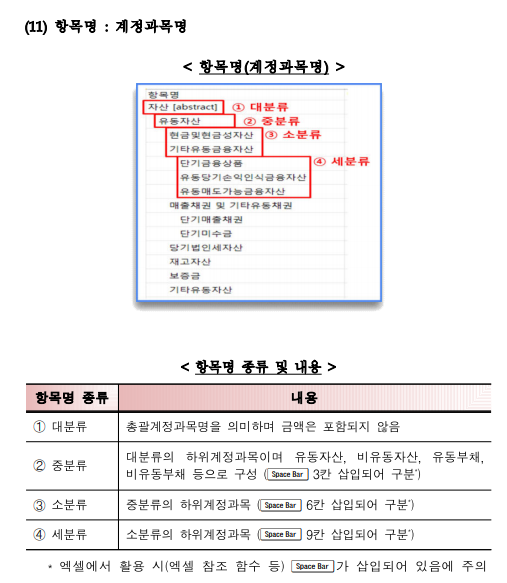 (11) 항목명 : 계정과목명
< 항목명(계정과목명) >
항목명
자산 [abstract] ① 대분류
유동자산 ② 중분류
현금및현금성자산 ③ 소분류
기타유동금융자산
단기금융상품 ④ 세분류
유동당기손익인식금융자산
유동매도가능금융자산
매출채권 및 기타유동채권
단기매출채권
단기미수금
당기법인세자산
재고자산
보증금
기타유동자산
< 항목명 종류 및 내용 >
항목명 종류 내용
① 대분류 총괄계정과목명을 의미하며 금액은 포함되지 않음
② 중분류 대분류의 하위계정과목이며 유동자산, 비유동자산, 유동부채,
비유동부채 등으로 구성 (Space Bar 3칸 삽입되어 구분*)
③ 소분류 중분류의 하위계정과목 (Space Bar 6칸 삽입되어 구분*)
④ 세분류 소분류의 하위계정과목 (Space Bar 9칸 삽입되어 구분*)
* 엑셀에서 활용 시(엑셀 참조 함수 등) Space Bar 가 삽입되어 있음에 주의